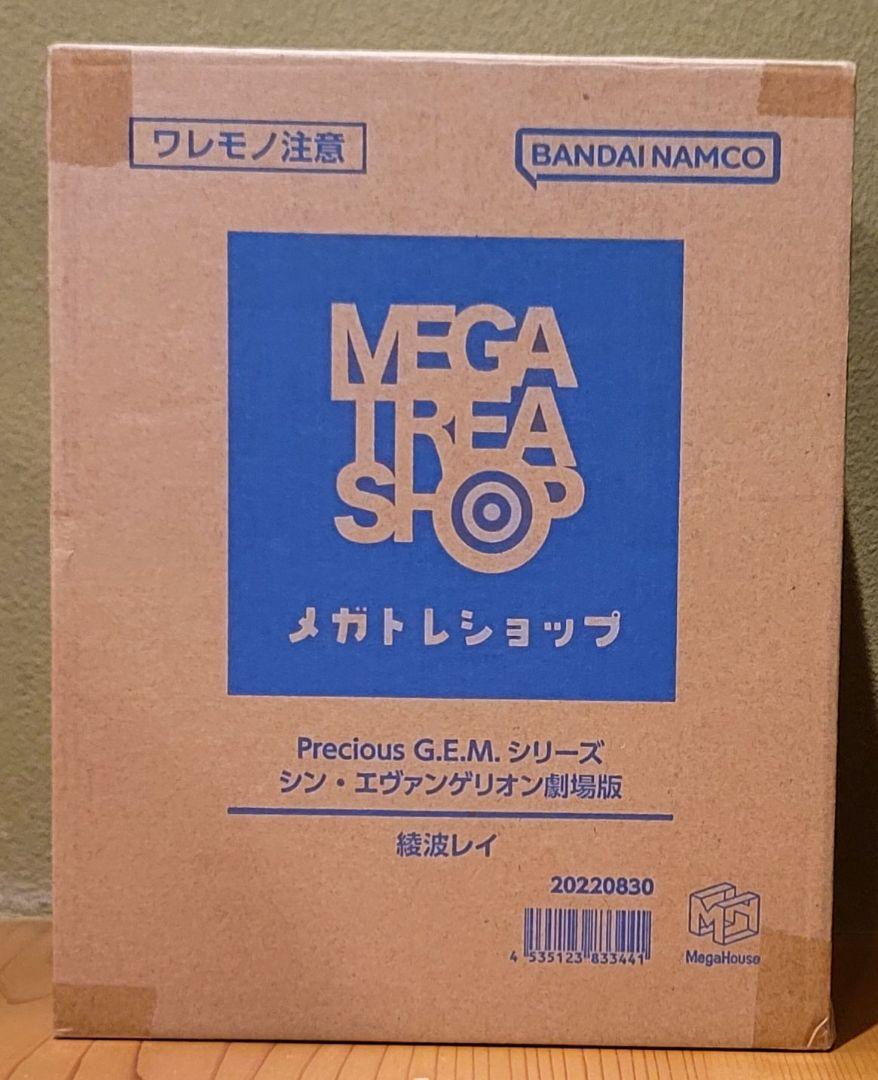 ワレモノ注意
BANDAI NAMCO
MEGA
TREA
SHOP
メガトレショップ
Precious G.E.M. シリーズ
シン・エヴァンゲリオン劇場版
綾波レイ
20220830
4 535123 833441
MegaHouse